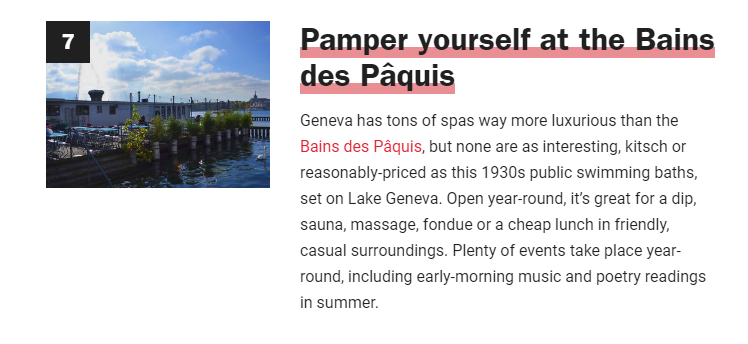 7
Pamper yourself at the Bains
des Pâquis
Geneva has tons of spas way more luxurious than the
Bains des Pâquis, but none are as interesting, kitsch or
reasonably-priced as this 1930s public swimming baths,
set on Lake Geneva. Open year-round, it’s great for a dip,
sauna, massage, fondue or a cheap lunch in friendly,
casual surroundings. Plenty of events take place year-
round, including early-morning music and poetry readings
in summer.